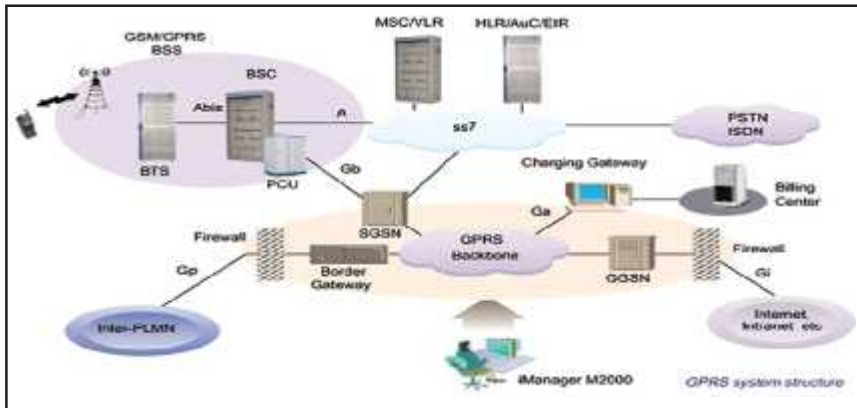 MSC/VLR
HLR/AuC/EIR
GSM/GPRS
BSS
BSC
Abis
A
ss7
PSTN
ISDN
BTS
PCU
Gb
Charging Gateway
Billing
Center
SGSN
Ga
Firewall
GPRS
Backbone
Firewall
Gp
Border
Gateway
GGSN
Gi
Inter-PLMN
Internet
Intranet etc
iManager M2000
GPRS system structure